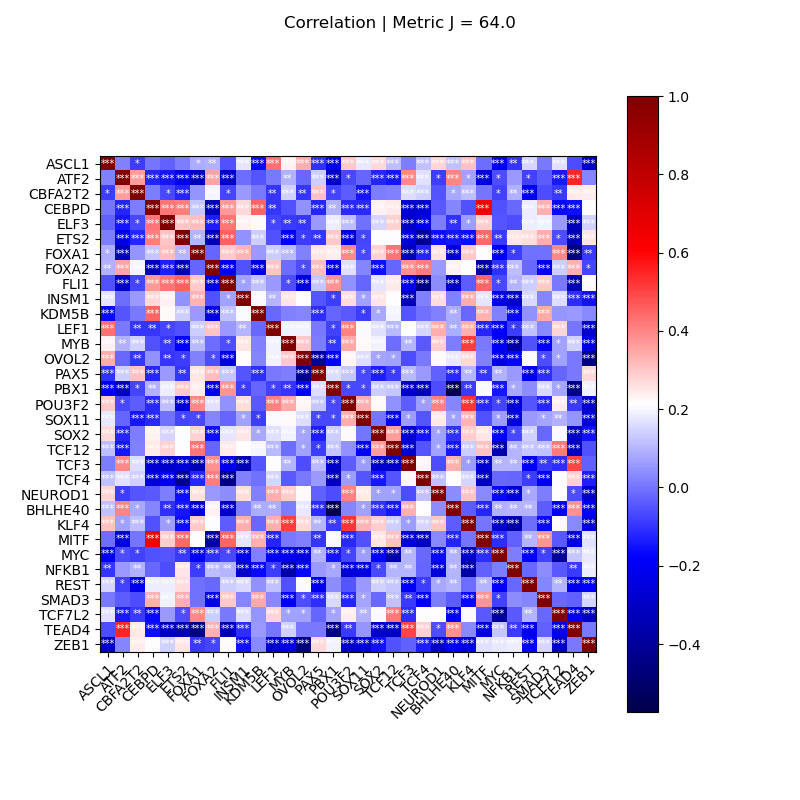 Correlation | Metric J = 64.0
ASCL1
ATF2
CBFA2T2
CEBPD
ELF3
ETS2
FOXA1
FOXA2
FLI1
INSM1
KDM5B
LEF1
MYB
OVOL2
PAX5
PBX1
POU3F2
SOX11
SOX2
TCF12
TCF3
TCF4
NEUROD1
BHLHE40
KLF4
MITF
MYC
NFKB1
REST
SMAD3
TCF7L2
TEAD4
ZEB1
ASCL1
ATF2
CBFA2T2
CEBPD
ELF3
ETS2
FOXA1
FOXA2
FLI1
INSM1
KDM5B
LEF1
MYB
OVOL2
PAX5
PBX1
POU3F2
SOX11
SOX2
TCF12
TCF3
TCF4
NEUROD1
BHLHE40
KLF4
MITF
MYC
NFKB1
REST
SMAD3
TCF7L2
TEAD4
ZEB1
1.0
0.8
0.6
0.4
0.2
0.0
−0.2
−0.4